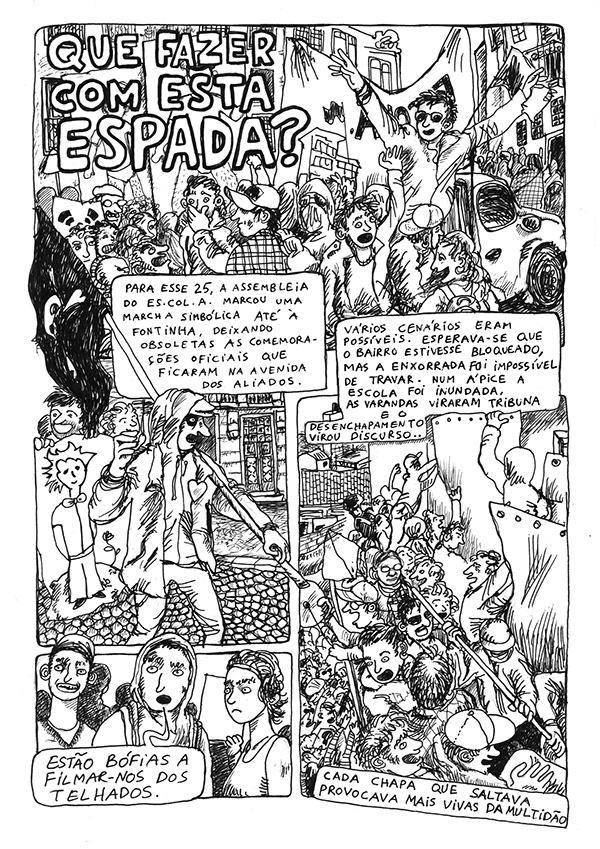 QUE FAZER
COM ESTA
ESPADA?
PARA ESSE 25, A ASSEMBLEIA
DO ES.COL.A. MARCOU UMA
MARCHA SIMBÓLICA ATÉ À
FONTINHA, DEIXANDO
OBSOLETAS AS COMEMORA-
ÇÕES OFICIAIS QUE
FICARAM NA AVENIDA
DOS ALIADOS.
VÁRIOS CENÁRIOS ERAM
POSSÍVEIS. ESPERAVA-SE QUE
O BAIRRO ESTIVESSE BLOQUEADO,
MAS A ENXORRADA FOI IMPOSSÍVEL
DE TRAVAR. NUM ÁPICE A
ESCOLA FOI INUNDADA,
AS VARANDAS VIRARAM TRIBUNA
E O
DESENCHAPAMENTO
VIROU DISCURSO..
ESTÃO BÓFIAS A
FILMAR-NOS DOS
TELHADOS.
CADA CHAPA QUE SALTAVA
PROVOCAVA MAIS VIVAS DA MULTIDÃO